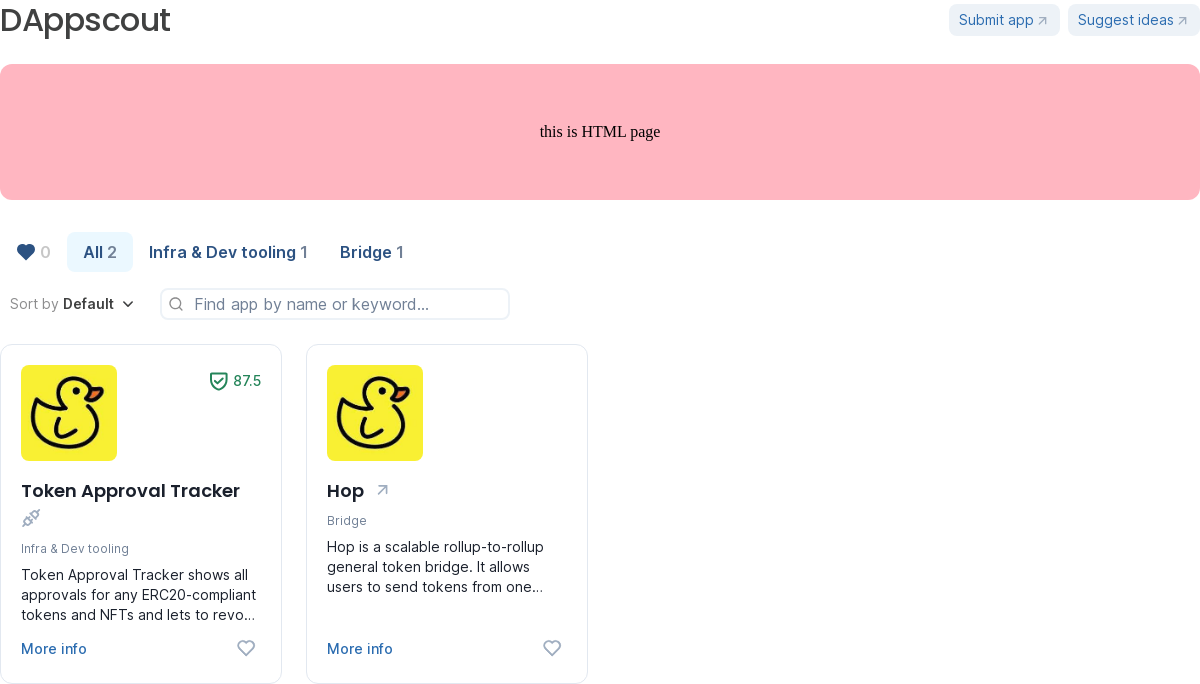 DAppscout
Submit app
Suggest ideas
this is HTML page
0
All 2
Infra & Dev tooling 1
Bridge 1
Sort by Default
Find app by name or keyword...
87.5
Token Approval Tracker
Infra & Dev tooling
Token Approval Tracker shows all
approvals for any ERC20-compliant
tokens and NFTs and lets to revo...
More info
Hop
Bridge
Hop is a scalable rollup-to-rollup
general token bridge. It allows
users to send tokens from one...
More info